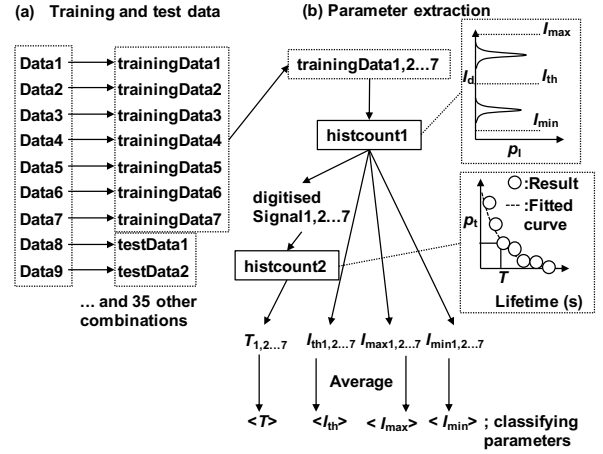 (a) Training and test data
Data1 trainingData1
Data2 trainingData2
Data3 trainingData3
Data4 trainingData4
Data5 trainingData5
Data6 trainingData6
Data7 trainingData7
Data8 testData1
Data9 testData2
... and 35 other
combinations
(b) Parameter extraction
trainingData1,2...7
histcount1
digitised
Signal1,2...7
histcount2
Imax
Id
Ith
Imin
pI
:Result
:Fitted
curve
pt
T
Lifetime (s)
T1,2...7 Ith1,2...7 Imax1,2...7 Imin1,2...7
Average
<T> <Ith> < Imax> < Imin> ; classifying
parameters